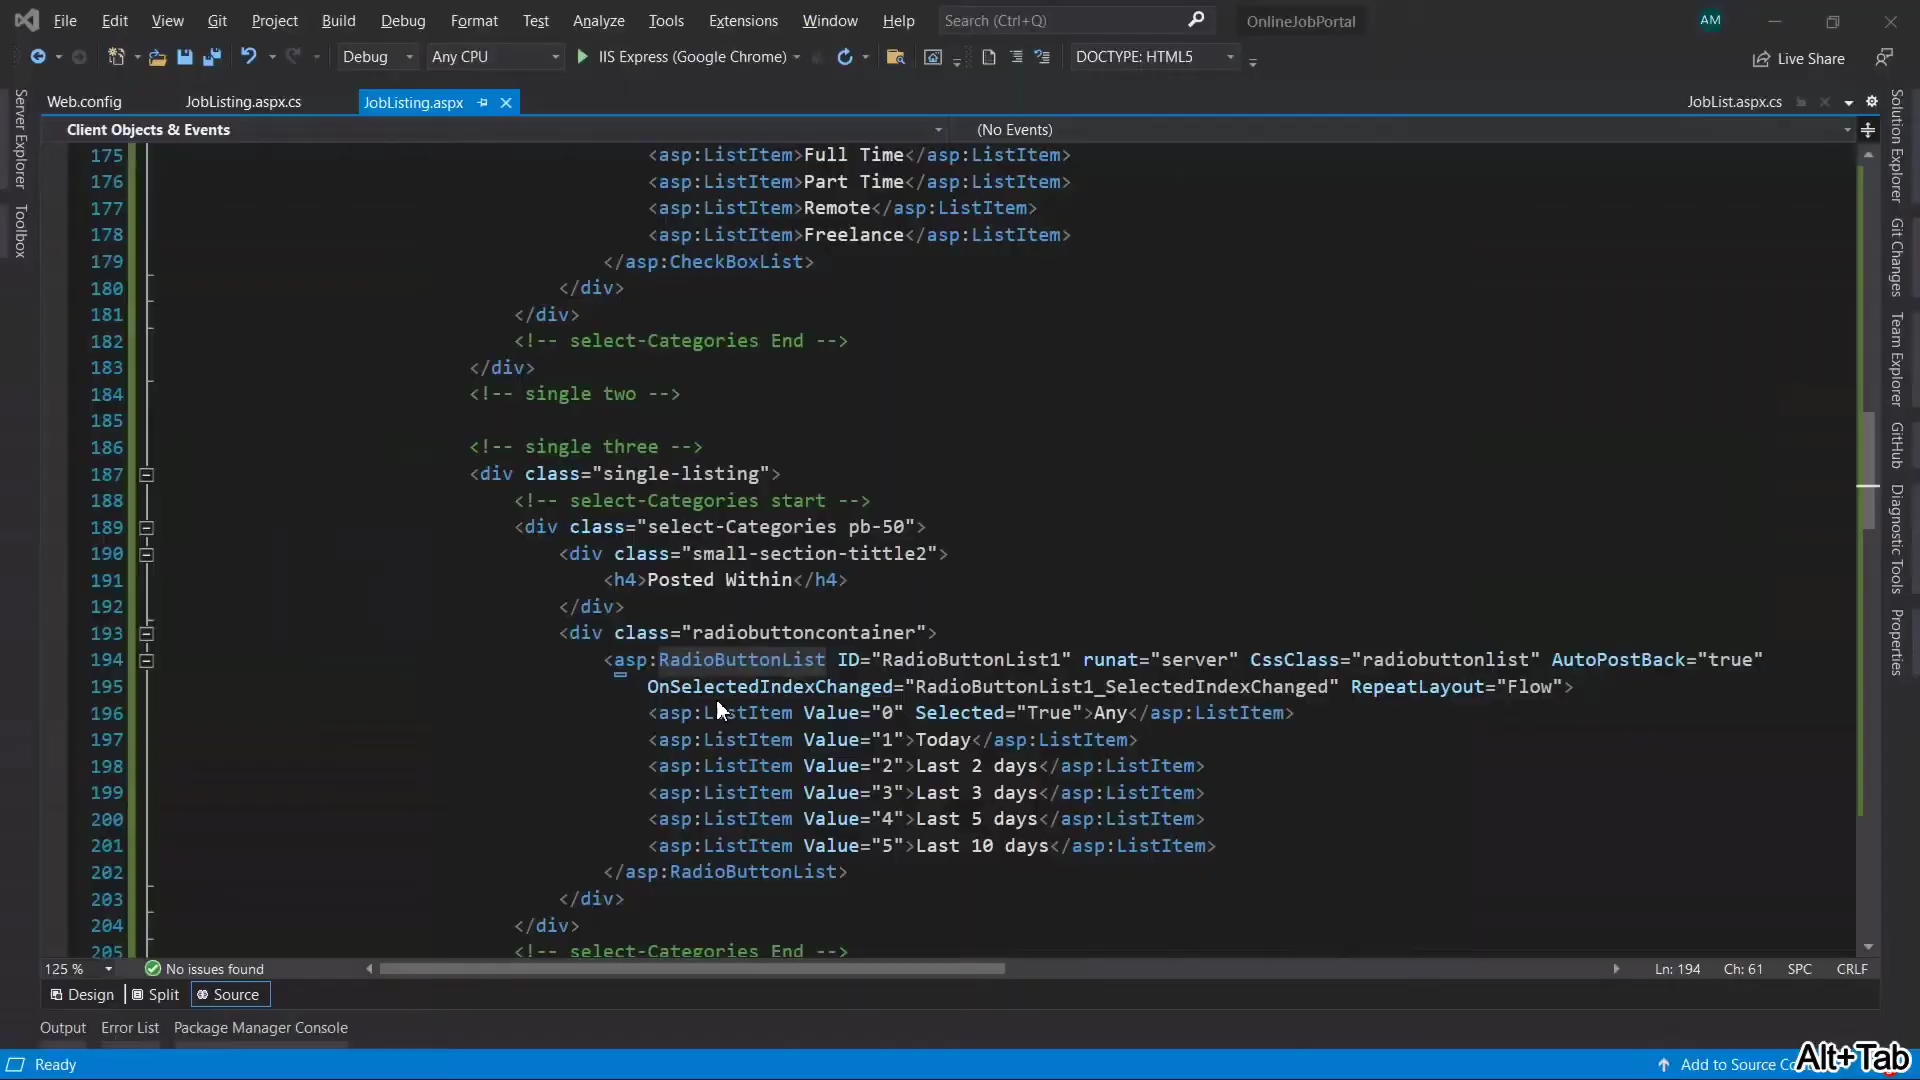 File Edit View Git Project Build Debug Format Test Analyze Tools Extensions Window Help Search (Ctrl+Q) OnlineJobPortal AM
Debug Any CPU IIS Express (Google Chrome) DOCTYPE: HTML5 Live Share
Web.config JobListing.aspx.cs JobListing.aspx JobList.aspx.cs
Client Objects & Events (No Events)
175 <asp:ListItem>Full Time</asp:ListItem>
176 <asp:ListItem>Part Time</asp:ListItem>
177 <asp:ListItem>Remote</asp:ListItem>
178 <asp:ListItem>Freelance</asp:ListItem>
179 </asp:CheckBoxList>
180 </div>
181 </div>
182 <!-- select-Categories End -->
183 </div>
184 <!-- single two -->
185
186 <!-- single three -->
187 <div class="single-listing">
188 <!-- select-Categories start -->
189 <div class="select-Categories pb-50">
190 <div class="small-section-tittle2">
191 <h4>Posted Within</h4>
192 </div>
193 <div class="radiobuttoncontainer">
194 <asp:RadioButtonList ID="RadioButtonList1" runat="server" CssClass="radiobuttonlist" AutoPostBack="true"
195 OnSelectedIndexChanged="RadioButtonList1_SelectedIndexChanged" RepeatLayout="Flow">
196 <asp:ListItem Value="0" Selected="True">Any</asp:ListItem>
197 <asp:ListItem Value="1">Today</asp:ListItem>
198 <asp:ListItem Value="2">Last 2 days</asp:ListItem>
199 <asp:ListItem Value="3">Last 3 days</asp:ListItem>
200 <asp:ListItem Value="4">Last 5 days</asp:ListItem>
201 <asp:ListItem Value="5">Last 10 days</asp:ListItem>
202 </asp:RadioButtonList>
203 </div>
204 </div>
205 <!-- select-Categories End -->
Server Explorer
Toolbox
Solution Explorer
Git Changes
Team Explorer
GitHub
Diagnostic Tools
Properties
125 % No issues found Ln: 194 Ch: 61 SPC CRLF
Design Split Source
Output Error List Package Manager Console
Ready Add to Source Co
Alt+Tab